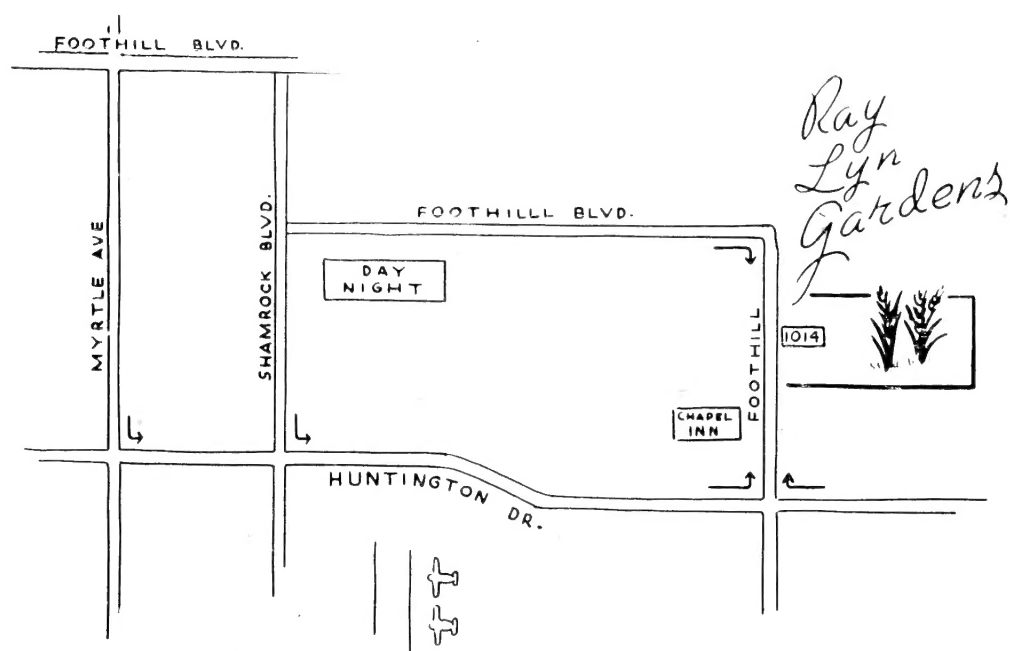 FOOTHILL BLVD.
Ray
Lyn
Gardens
FOOTHILLL BLVD.
MYRTLE AVE
SHAMROCK BLVD.
DAY
NIGHT
FOOTHILL
1014
CHAPEL
INN
HUNTINGTON DR.